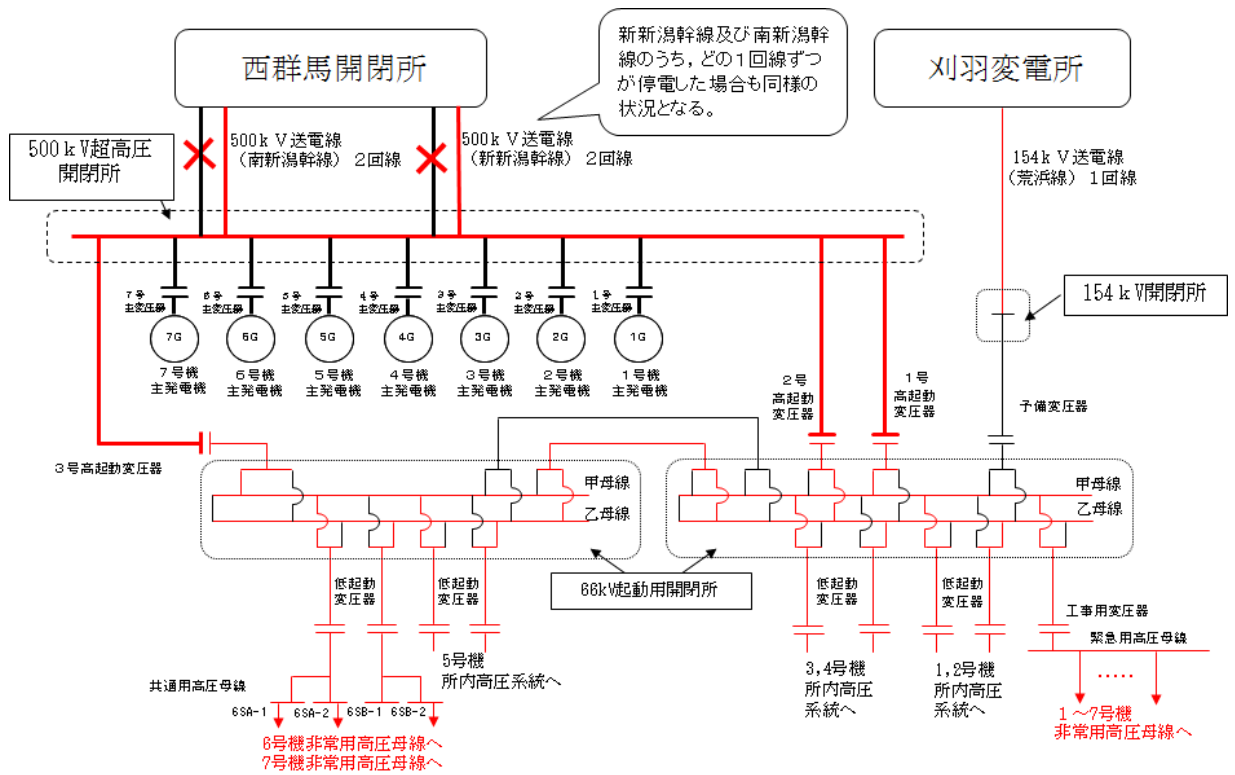 西群馬開閉所
新新潟幹線及び南新潟幹
線のうち，どの１回線ずつ
が停電した場合も同様の
状況となる。
刈羽変電所
500ｋＶ超高圧
開閉所
500ｋＶ送電線
（南新潟幹線）２回線
500ｋＶ送電線
（新新潟幹線）２回線
154ｋＶ送電線
（荒浜線）１回線
154ｋV開閉所
７号
主変圧器
６号
主変圧器
５号
主変圧器
４号
主変圧器
３号
主変圧器
２号
主変圧器
１号
主変圧器
7G
6G
5G
4G
3G
2G
1G
７号機
主発電機
６号機
主発電機
５号機
主発電機
４号機
主発電機
３号機
主発電機
２号機
主発電機
１号機
主発電機
２号
高起動
変圧器
１号
高起動
変圧器
予備変圧器
３号高起動変圧器
甲母線
乙母線
甲母線
乙母線
66kV起動用開閉所
低起動
変圧器
低起動
変圧器
低起動
変圧器
低起動
変圧器
工事用変圧器
緊急用高圧母線
5号機
所内高圧系統へ
3,4号機
所内高圧
系統へ
1,2号機
所内高圧
系統へ
・・・・・
１～７号機
非常用高圧母線へ
共通用高圧母線
6SA-1
6SA-2
6SB-1
6SB-2
6号機非常用高圧母線へ
7号機非常用高圧母線へ